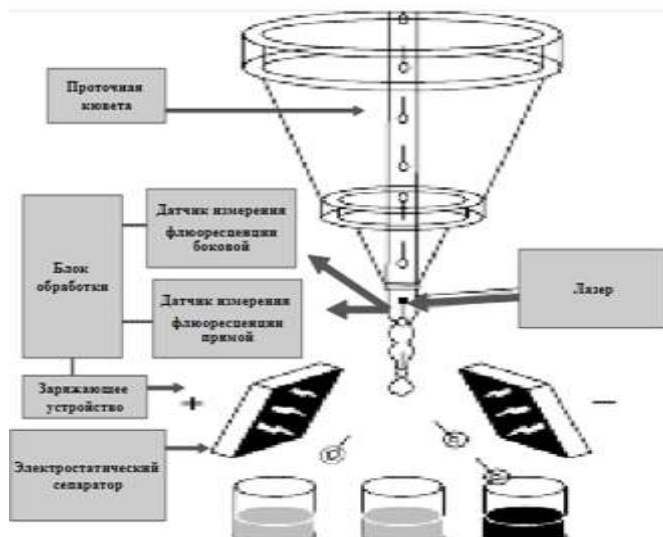 Проточная
кювета
Датчик измерения
флюоресценции
боковой
Блок
обработки
Датчик измерения
флюоресценции
прямой
Лазер
Заряжающее
устройство
+
−
Электростатический
сепаратор